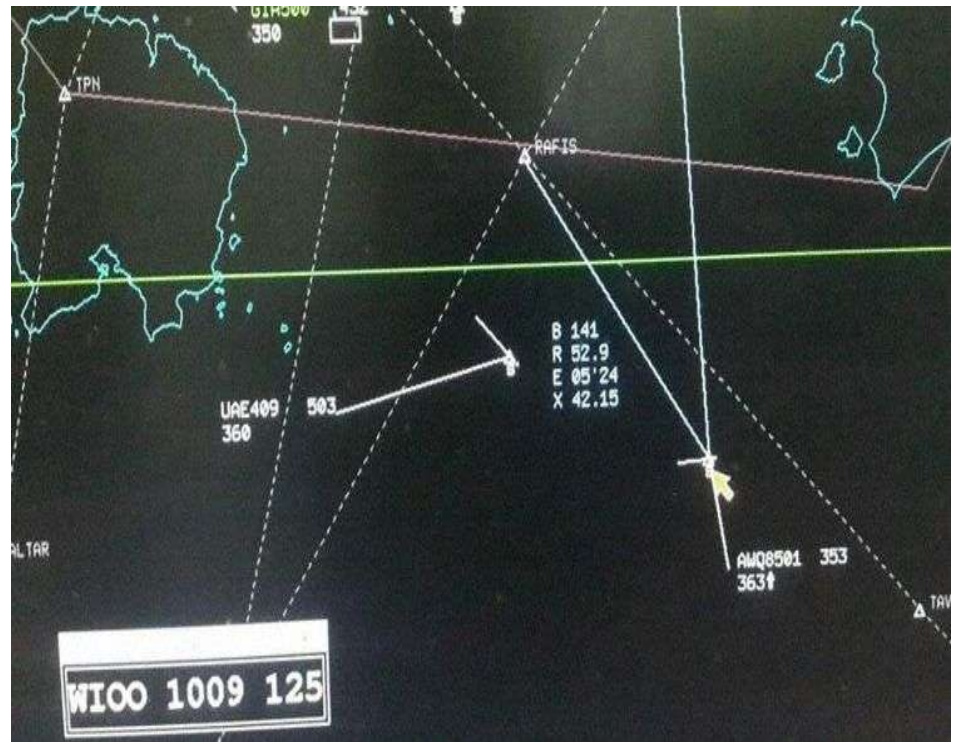 350
TPN
RAFIS
B 141
R 52.9
E 05'24
X 42.15
UAE409 503
360
ALTAR
AWQ8501 353
363↑
TAV
WIOO 1009 125